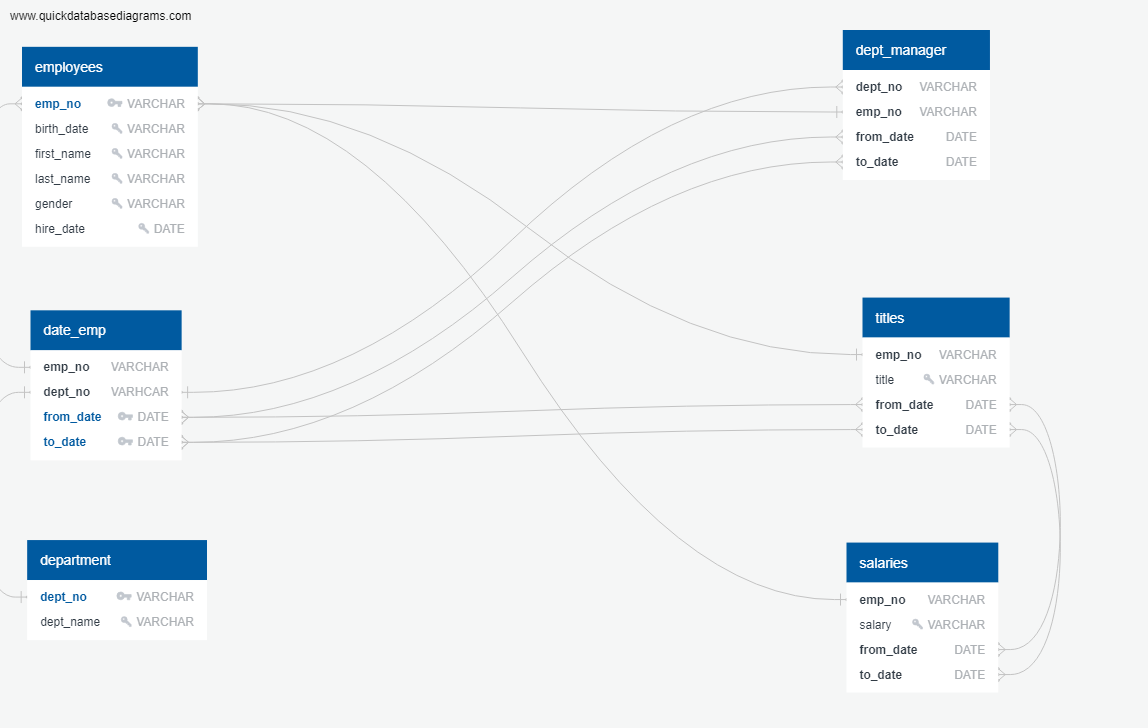 www.quickdatabasediagrams.com
employees
emp_no VARCHAR
birth_date VARCHAR
first_name VARCHAR
last_name VARCHAR
gender VARCHAR
hire_date DATE
date_emp
emp_no VARCHAR
dept_no VARHCAR
from_date DATE
to_date DATE
department
dept_no VARCHAR
dept_name VARCHAR
dept_manager
dept_no VARCHAR
emp_no VARCHAR
from_date DATE
to_date DATE
titles
emp_no VARCHAR
title VARCHAR
from_date DATE
to_date DATE
salaries
emp_no VARCHAR
salary VARCHAR
from_date DATE
to_date DATE